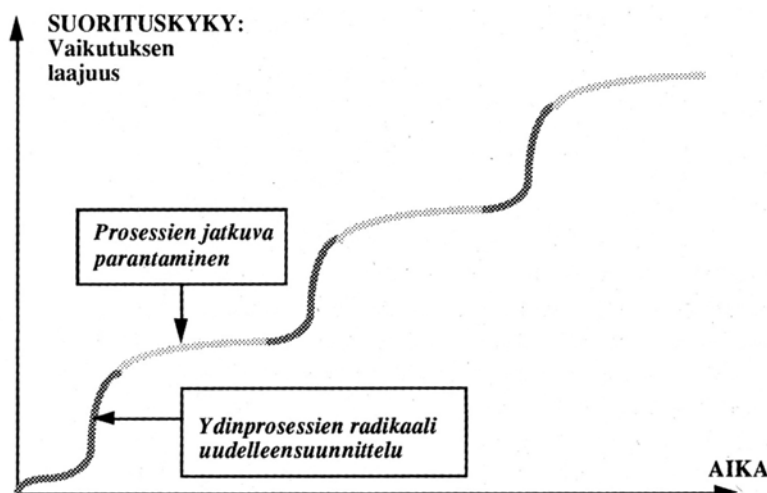 SUORITUSKYKY:
Vaikutuksen
laajuus
Prosessien jatkuva
parantaminen
Ydinprosessien radikaali
uudelleensuunnittelu
AIKA